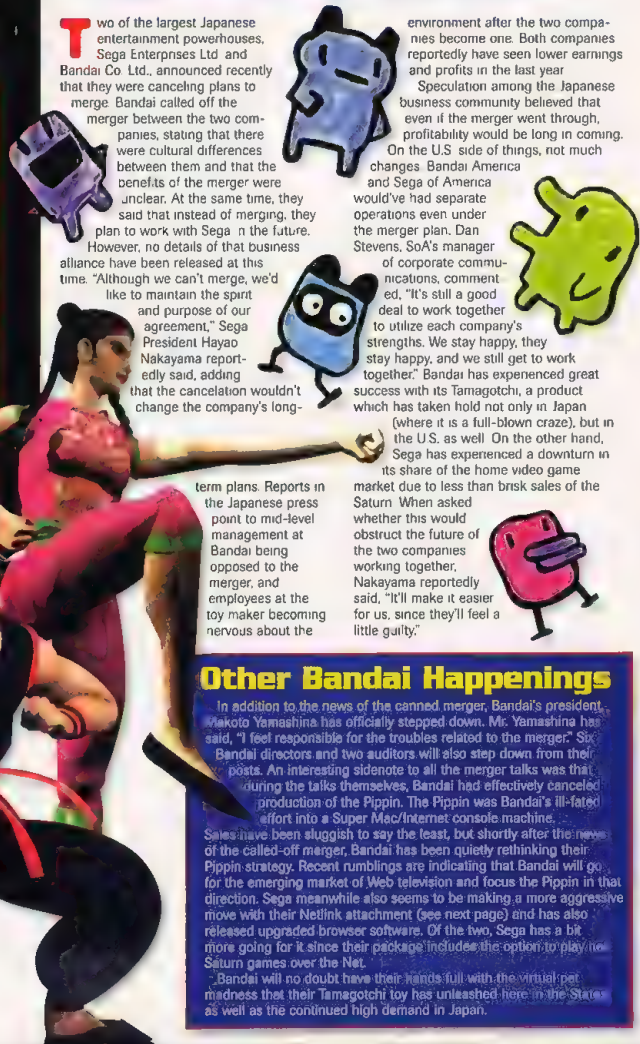 Two of the largest Japanese
entertainment powerhouses,
Sega Enterprises Ltd and
Bandai Co. Ltd., announced recently
that they were canceling plans to
merge. Bandai called off the
merger between the two com-
panies, stating that there
were cultural differences
between them and that the
benefits of the merger were
unclear. At the same time, they
said that instead of merging, they
plan to work with Sega in the future.
However, no details of that business
alliance have been released at this
time. "Although we can't merge, we'd
like to maintain the spirit
and purpose of our
agreement," Sega
President Hayao
Nakayama report-
edly said, adding
that the cancelation wouldn't
change the company's long-
term plans. Reports in
the Japanese press
point to mid-level
management at
Bandai being
opposed to the
merger, and
employees at the
toy maker becoming
nervous about the
environment after the two compa-
nies become one. Both companies
reportedly have seen lower earnings
and profits in the last year
Speculation among the Japanese
business community believed that
even if the merger went through,
profitability would be long in coming.
On the U.S. side of things, not much
changes. Bandai America
and Sega of America
would've had separate
operations even under
the merger plan. Dan
Stevens, SoA's manager
of corporate commu-
nications, comment
ed, "It's still a good
deal to work together
to utilize each company's
strengths. We stay happy, they
stay happy, and we still get to work
together." Bandai has experienced great
success with its Tamagotchi, a product
which has taken hold not only in Japan
(where it is a full-blown craze), but in
the U.S. as well. On the other hand,
Sega has experienced a downturn in
its share of the home video game
market due to less than brisk sales of the
Saturn. When asked
whether this would
obstruct the future of
the two companies
working together,
Nakayama reportedly
said, "It'll make it easier
for us, since they'll feel a
little guilty."
Other Bandai Happenings
In addition to the news of the canned merger, Bandai's president,
Makoto Yamashina has officially stepped down. Mr. Yamashina has
said, "I feel responsible for the troubles related to the merger." Six
Bandai directors and two auditors will also step down from their
posts. An interesting sidenote to all the merger talks was that
during the talks themselves, Bandai had effectively canceled
production of the Pippin. The Pippin was Bandai's ill-fated
effort into a Super Mac/Internet console machine.
Sales have been sluggish to say the least, but shortly after the news
of the called-off merger, Bandai has been quietly rethinking their
Pippin strategy. Recent rumblings are indicating that Bandai will go
for the emerging market of Web television and focus the Pippin in that
direction. Sega meanwhile also seems to be making a more aggressive
move with their Netlink attachment (see next page) and has also
released upgraded browser software. Of the two, Sega has a bit
more going for it since their package includes the option to play
Saturn games over the Net.
Bandai will no doubt have their hands full with the virtual pet
madness that their Tamagotchi toy has unleashed here in the States
as well as the continued high demand in Japan.